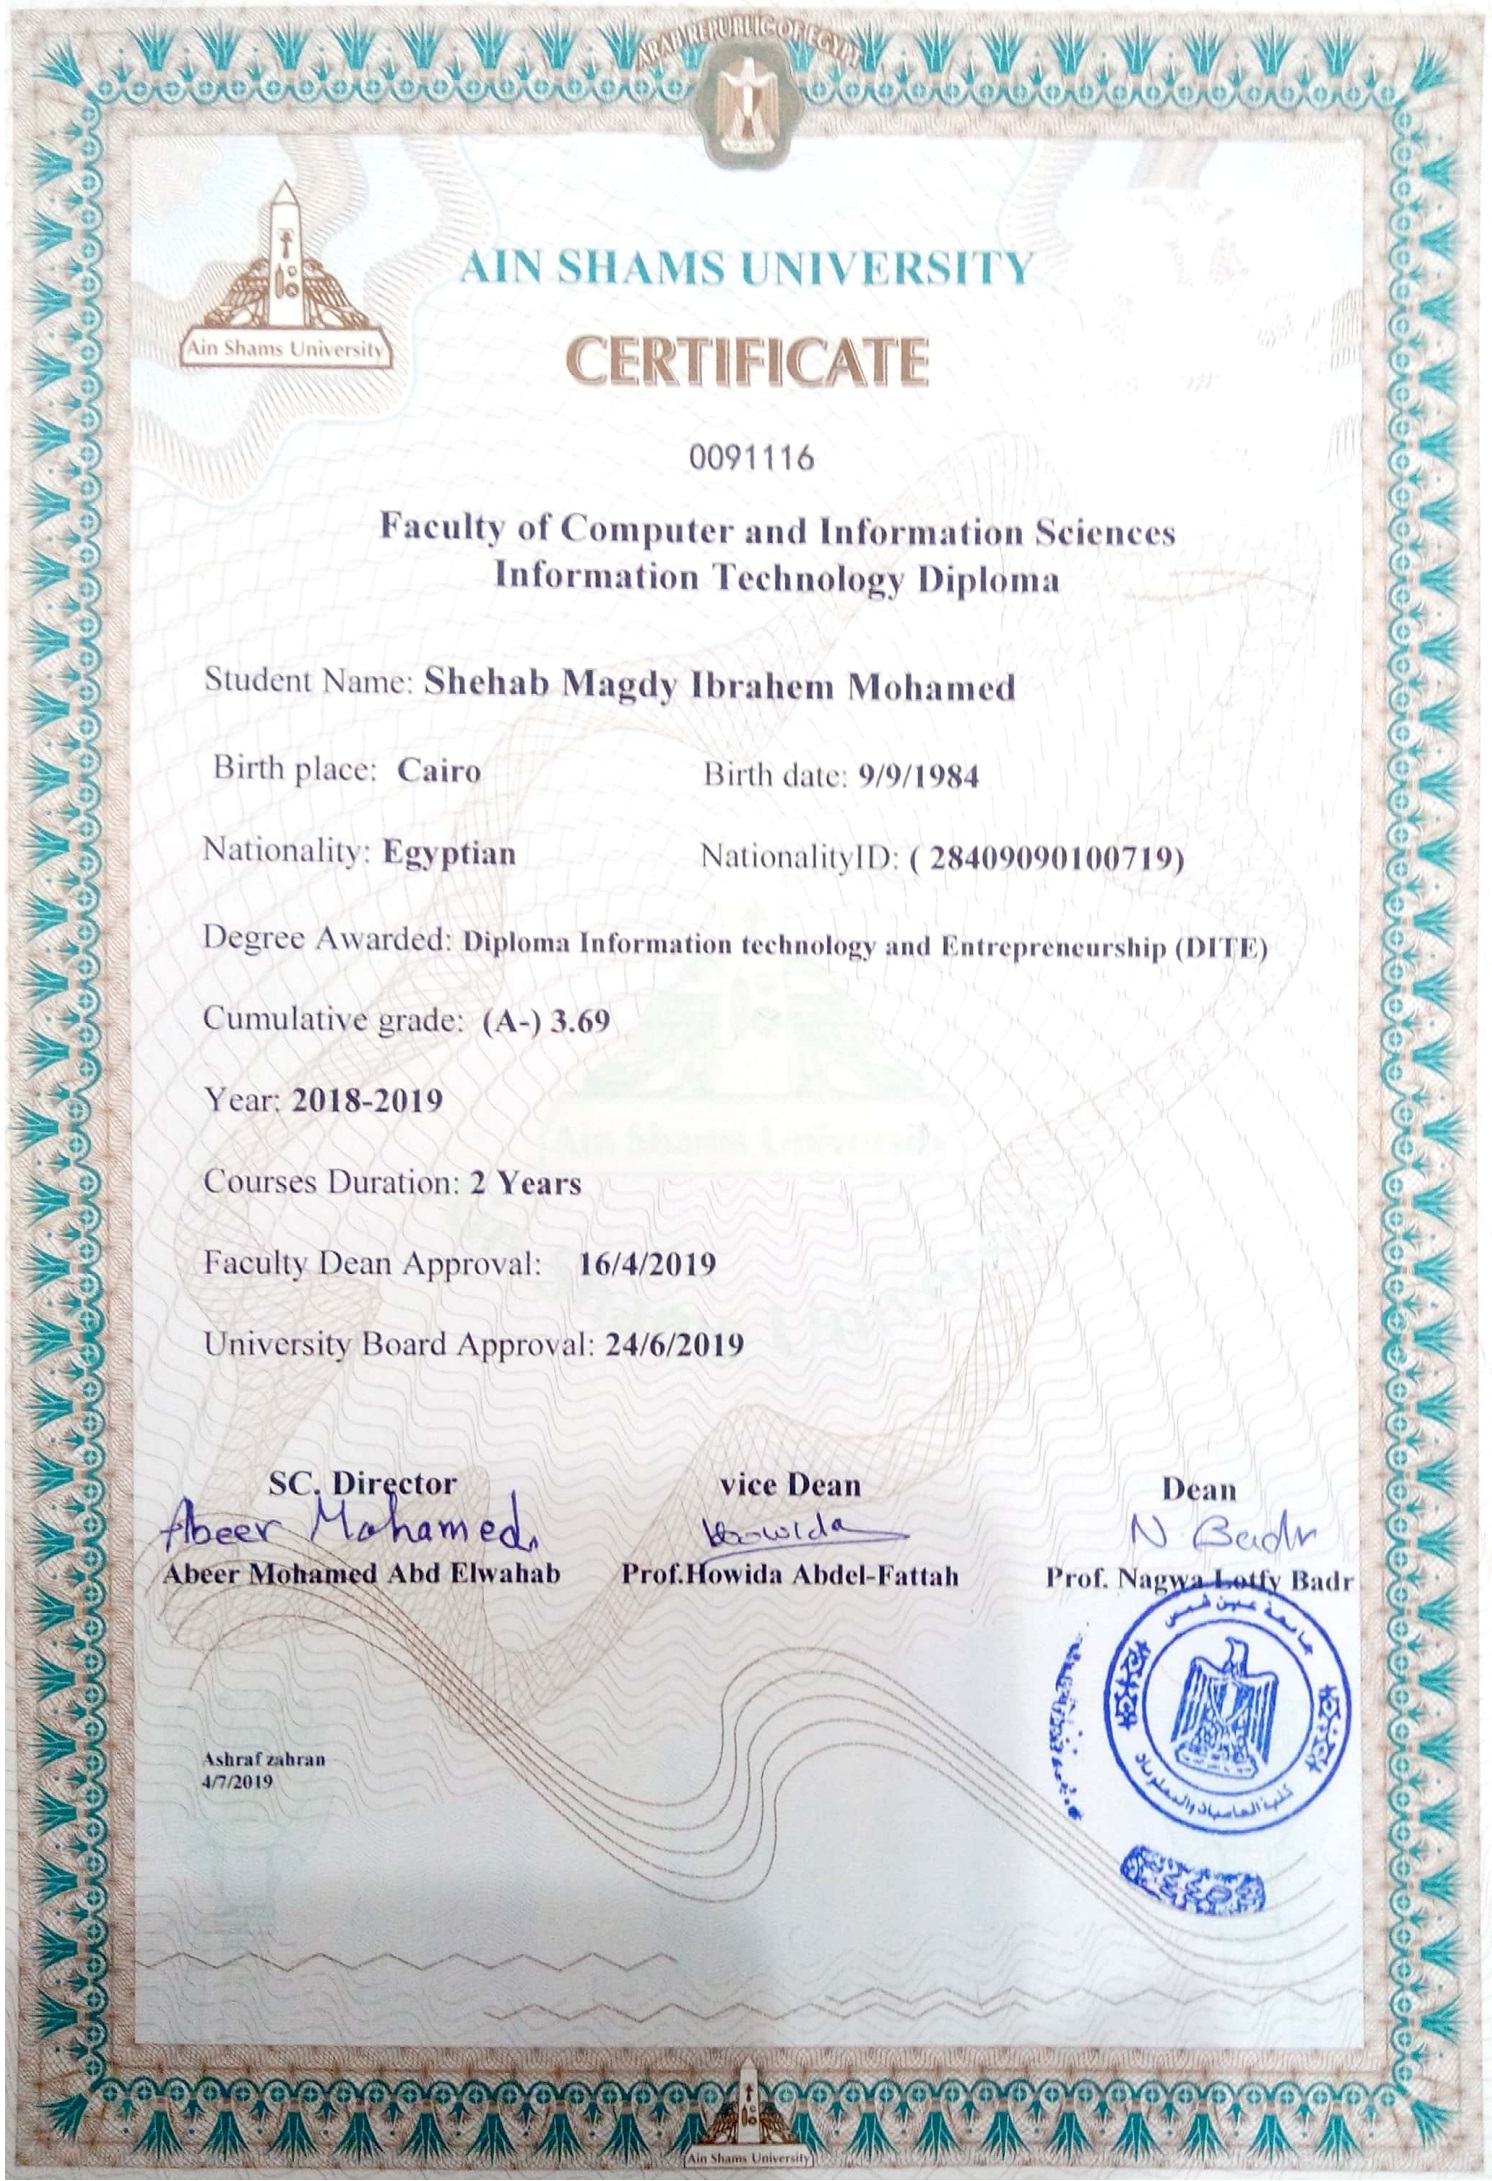 ARAB REPUBLIC OF EGYPT
Ain Shams University
AIN SHAMS UNIVERSITY
CERTIFICATE
0091116
Faculty of Computer and Information Sciences
Information Technology Diploma
Student Name: Shehab Magdy Ibrahem Mohamed
Birth place: Cairo Birth date: 9/9/1984
Nationality: Egyptian NationalityID: ( 28409090100719)
Degree Awarded: Diploma Information technology and Entrepreneurship (DITE)
Cumulative grade: (A-) 3.69
Year: 2018-2019
Ain Shams University
Courses Duration: 2 Years
Faculty Dean Approval: 16/4/2019
University Board Approval: 24/6/2019
SC. Director vice Dean Dean
Abeer Mohamed Howida N. Badr
Abeer Mohamed Abd Elwahab Prof.Howida Abdel-Fattah Prof. Nagwa Lotfy Badr
جامعة عين شمس
كلية الحاسبات والمعلومات
Ashraf zahran
4/7/2019
Ain Shams University